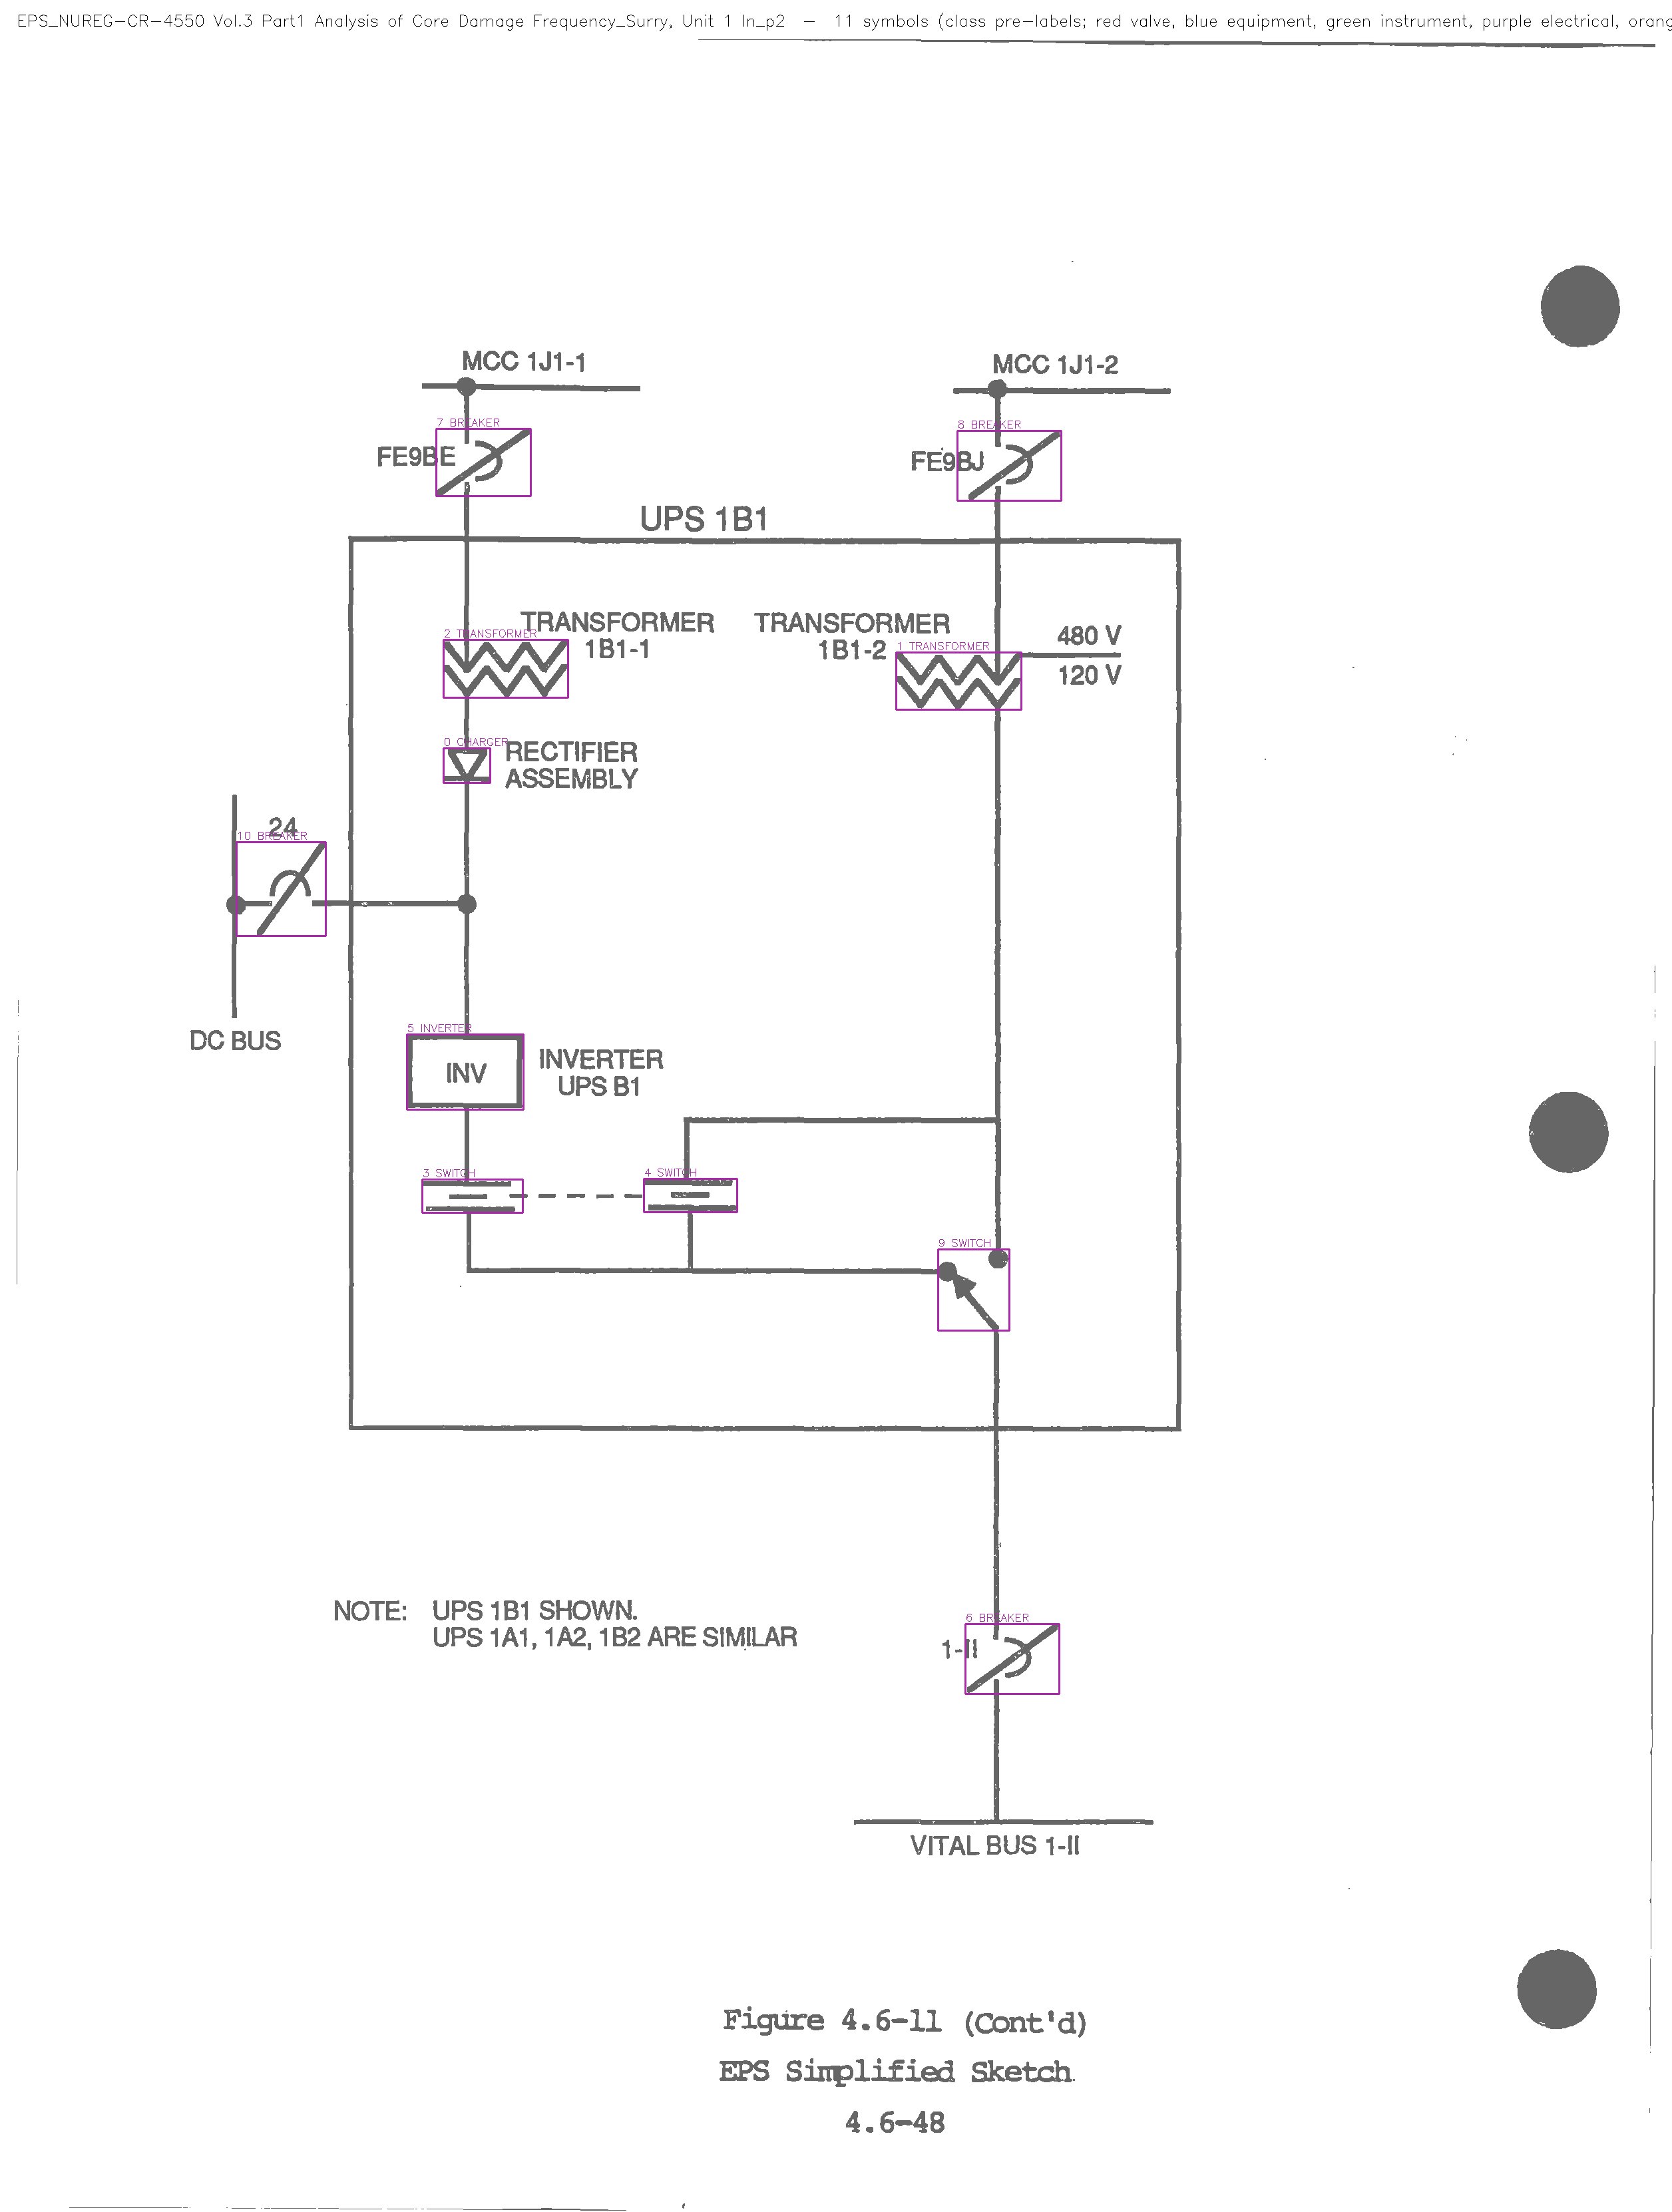 EPS_NUREG-CR-4550 Vol.3 Part1 Analysis of Core Damage Frequency_Surry, Unit 1 In_p2 – 11 symbols (class pre-labels; red valve, blue equipment, green instrument, purple electrical, orang
MCC 1J1-1
MCC 1J1-2
7 BREAKER
8 BREAKER
FE9BE
FE9BJ
UPS 1B1
TRANSFORMER
1B1-1
TRANSFORMER
1B1-2
2 TRANSFORMER
1 TRANSFORMER
480 V
120 V
0 CHARGER
RECTIFIER
ASSEMBLY
24
10 BREAKER
DC BUS
5 INVERTER
INV
INVERTER
UPS B1
3 SWITCH
4 SWITCH
9 SWITCH
NOTE: UPS 1B1 SHOWN.
UPS 1A1, 1A2, 1B2 ARE SIMILAR
6 BREAKER
1-II
VITAL BUS 1-II
Figure 4.6-11 (Cont'd)
EPS Simplified Sketch
4.6-48